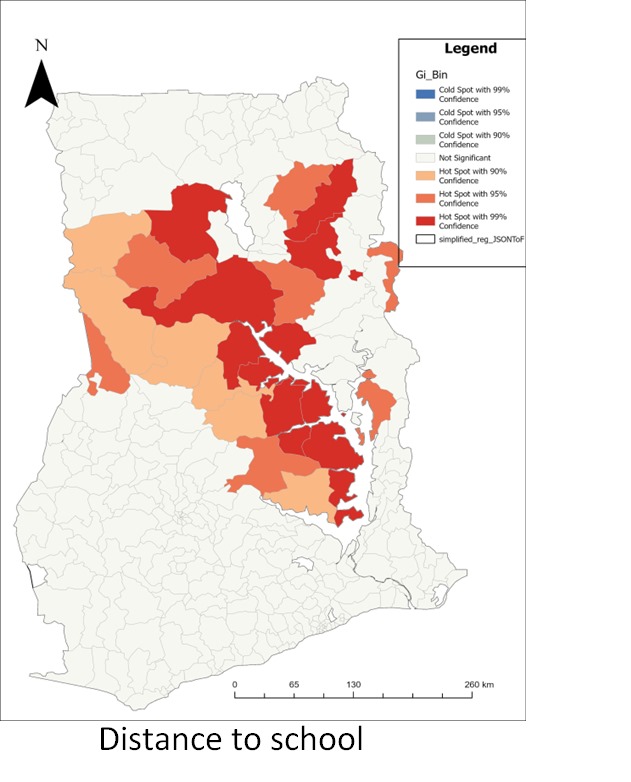 N
Legend
Gi_Bin
Cold Spot with 99%
Confidence
Cold Spot with 95%
Confidence
Cold Spot with 90%
Confidence
Not Significant
Hot Spot with 90%
Confidence
Hot Spot with 95%
Confidence
Hot Spot with 99%
Confidence
simplified_reg_JSONToF
0 65 130 260 km
Distance to school